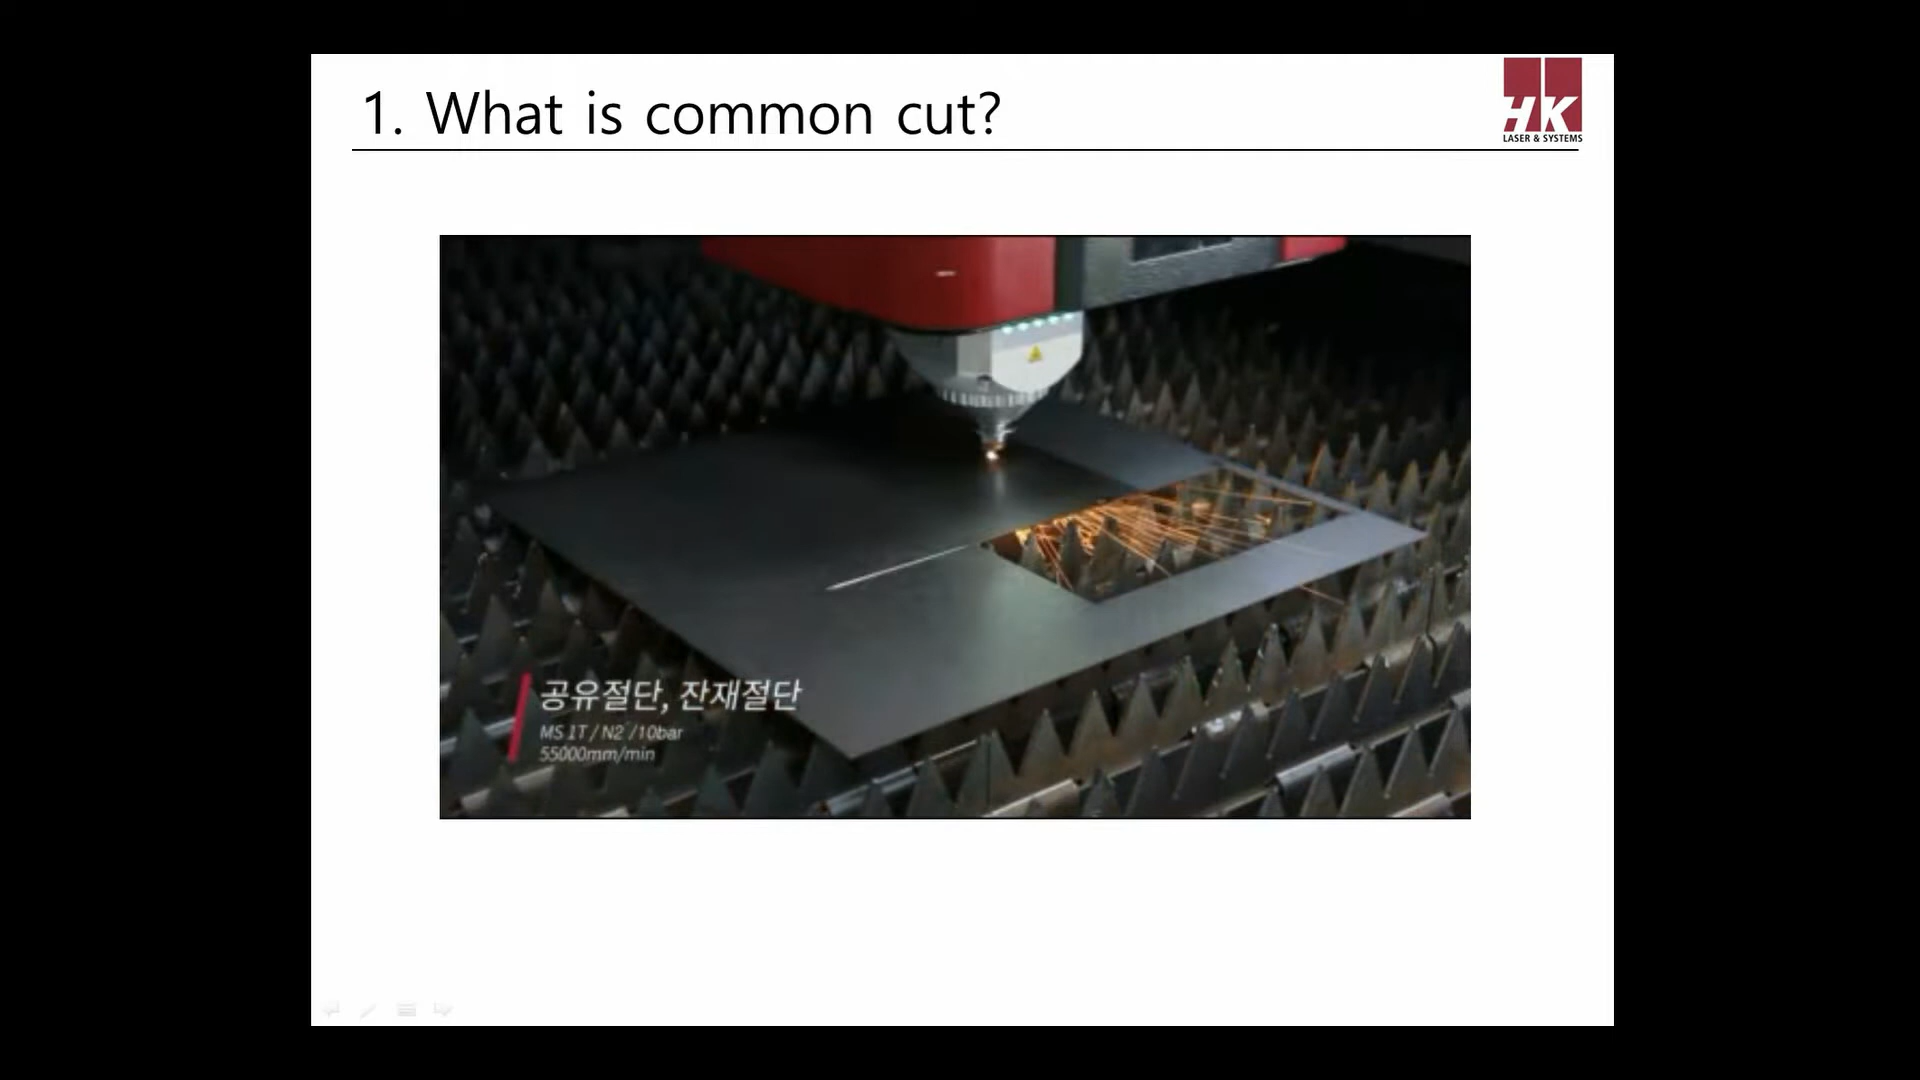 1. What is common cut?
HK
LASER & SYSTEMS
공유절단, 잔재절단
MS 1T / N2 /10bar
55000mm/min